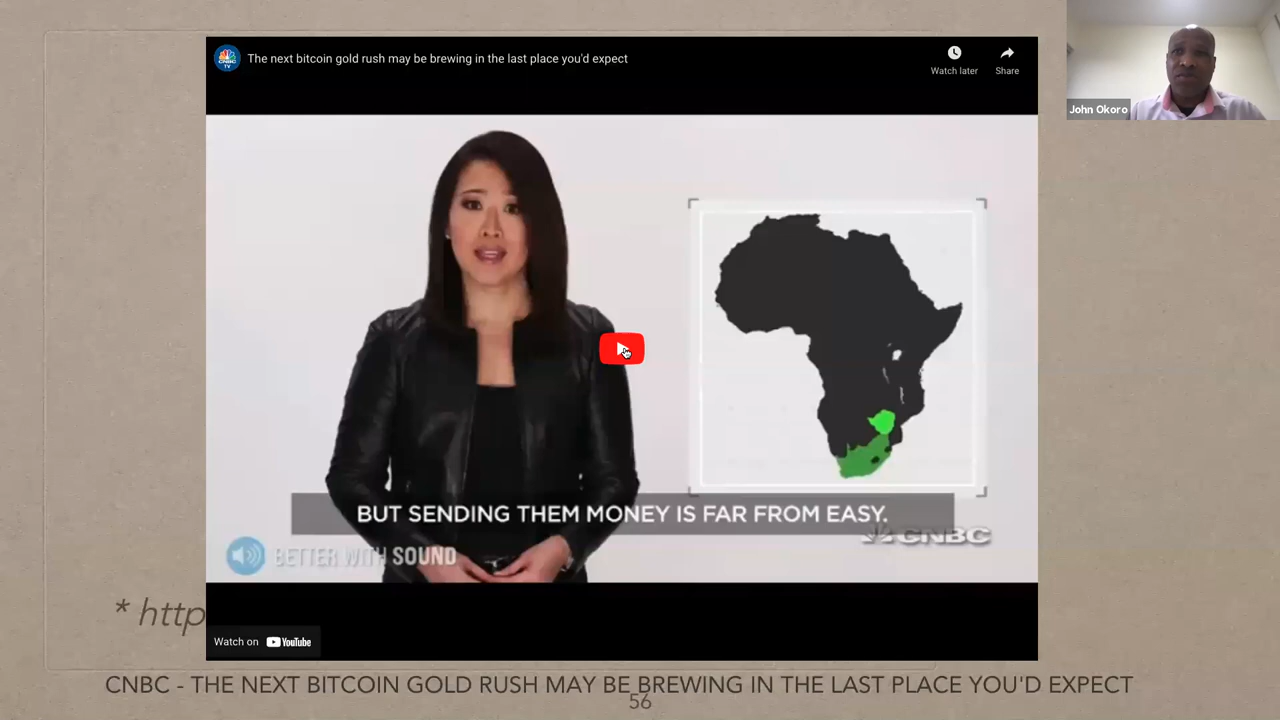 The next bitcoin gold rush may be brewing in the last place you'd expect
Watch later
Share
John Okoro
CNBC
TV
BUT SENDING THEM MONEY IS FAR FROM EASY.
CNBC
BETTER WITH SOUND
* http
Watch on YouTube
CNBC - THE NEXT BITCOIN GOLD RUSH MAY BE BREWING IN THE LAST PLACE YOU'D EXPECT
56